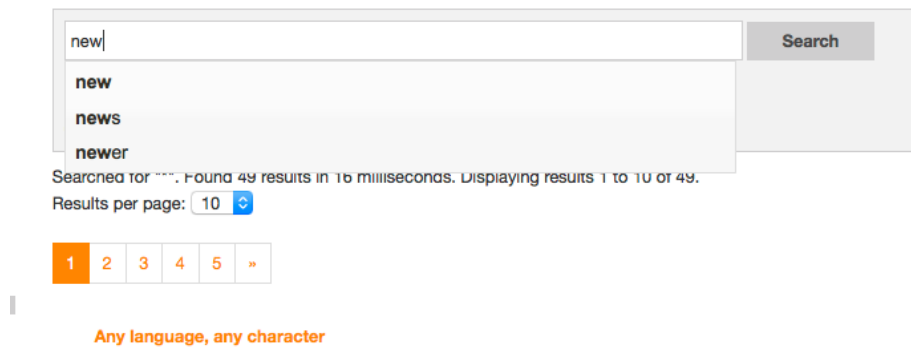 new
Search
new
news
newer
Searched for "*". Found 49 results in 16 milliseconds. Displaying results 1 to 10 of 49.
Results per page: 10
1 2 3 4 5 »
Any language, any character